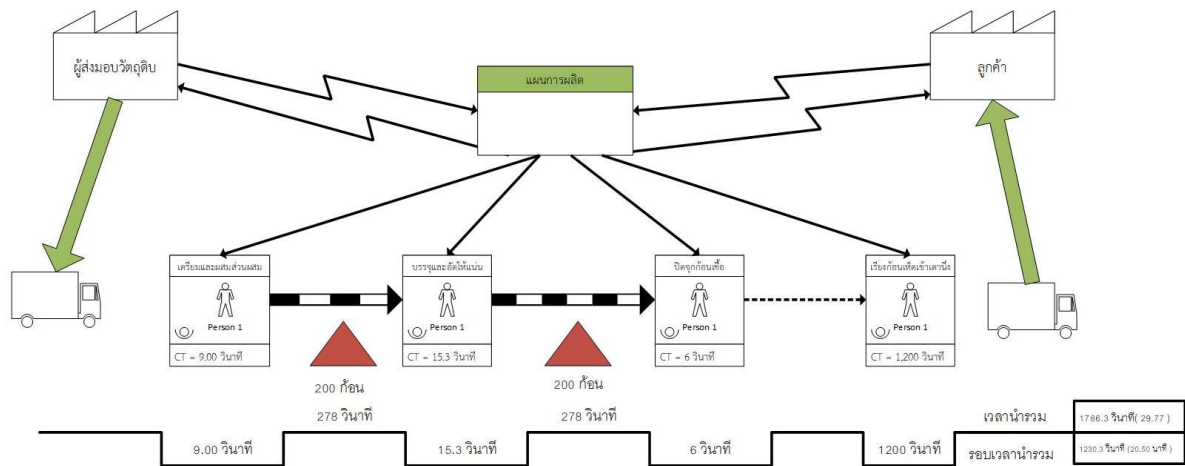 ผู้ส่งมอบวัตถุดิบ
แผนการผลิต
ลูกค้า
เตรียมและผสมส่วนผสม
Person 1
CT = 9.00 วินาที
บรรจุและอัดให้แน่น
Person 1
CT = 15.3 วินาที
ปิดจุกก้อนเชื้อ
Person 1
CT = 6 วินาที
เรียงก้อนเห็ดเข้าเตานึ่ง
Person 1
CT = 1,200 วินาที
200 ก้อน
200 ก้อน
278 วินาที
278 วินาที
เวลานำรวม
1786.3 วินาที( 29.77 )
9.00 วินาที
15.3 วินาที
6 วินาที
1200 วินาที
รอบเวลานำรวม
1230.3 วินาที (20.50 นาที )